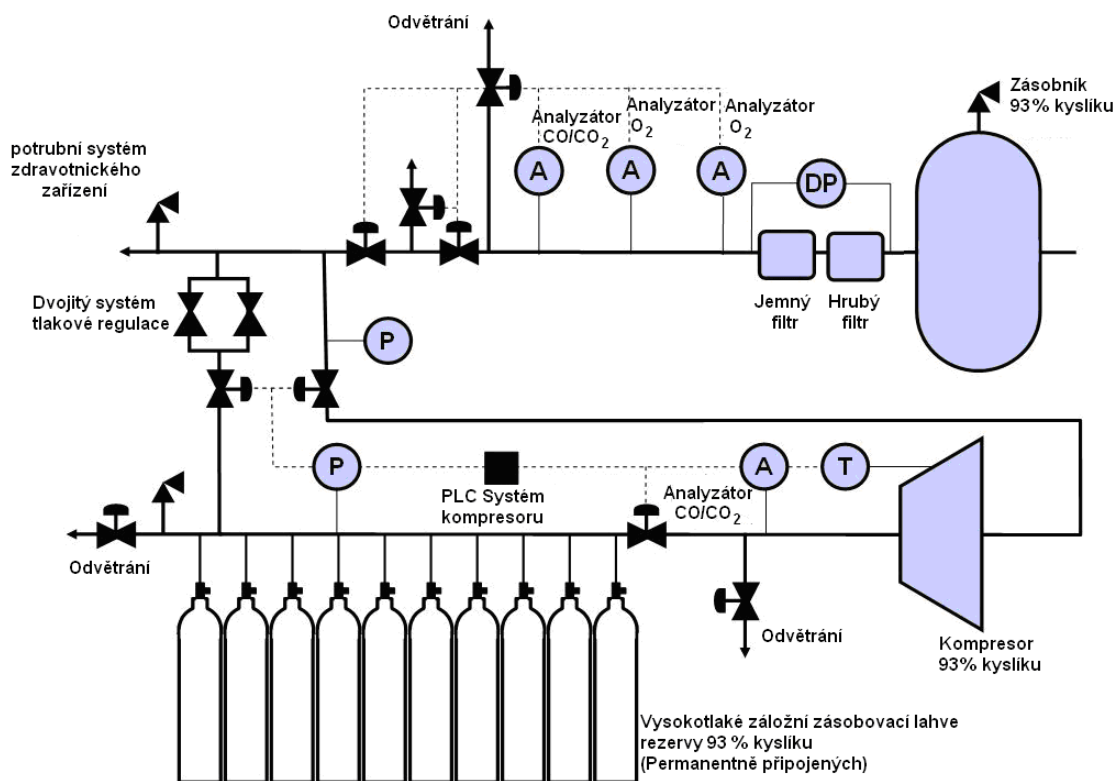 Odvětrání
Zásobník
93% kyslíku
Analyzátor
CO/CO2
Analyzátor
O2
Analyzátor
O2
potrubní systém
zdravotnického
zařízení
A
A
A
DP
Jemný
filtr
Hrubý
filtr
Dvojitý systém
tlakové regulace
P
P
PLC Systém
kompresoru
A
T
Analyzátor
CO/CO2
Odvětrání
Odvětrání
Kompresor
93% kyslíku
Vysokotlaké záložní zásobovací lahve
rezervy 93 % kyslíku
(Permanentně připojených)